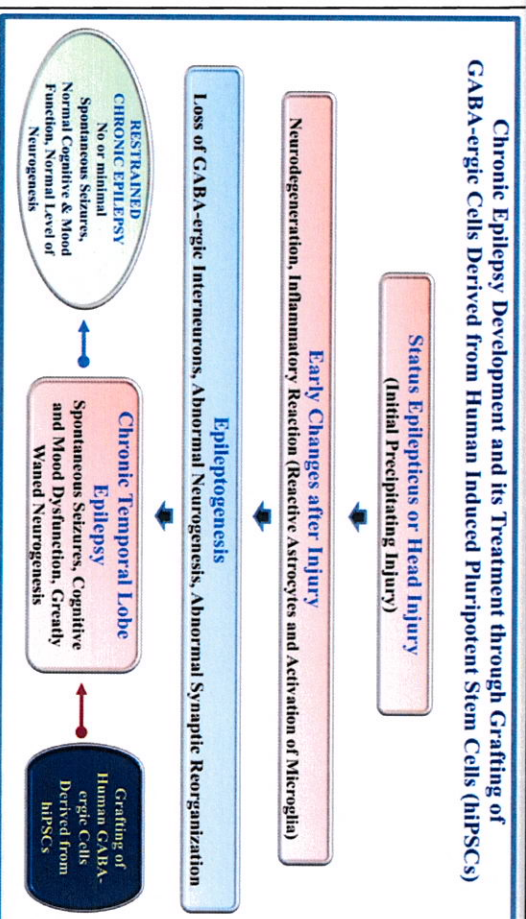 Chronic Epilepsy Development and its Treatment through Grafting of
GABA-ergic Cells Derived from Human Induced Pluripotent Stem Cells (hiPSCs)
Status Epilepticus or Head Injury
(Initial Precipitating Injury)
Early Changes after Injury
Neurodegeneration, Inflammatory Reaction (Reactive Astrocytes and Activation of Microglia)
Epileptogenesis
Loss of GABA-ergic Interneurons, Abnormal Neurogenesis, Abnormal Synaptic Reorganization
RESTRAINED
CHRONIC EPILEPSY
No or minimal
Spontaneous Seizures,
Normal Cognitive & Mood
Function, Normal Level of
Neurogenesis
Chronic Temporal Lobe
Epilepsy
Spontaneous Seizures, Cognitive
and Mood Dysfunction, Greatly
Waned Neurogenesis
Grafting of
Human GABA-
ergic Cells
Derived from
hiPSCs